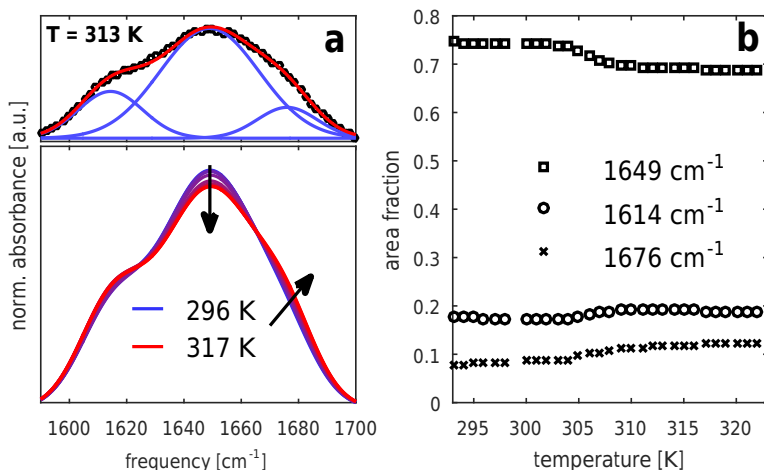 T = 313 K
a
norm. absorbance [a.u.]
296 K
317 K
1600 1620 1640 1660 1680 1700
frequency [cm⁻¹]
b
0.8
0.7
0.6
0.5
0.4
0.3
0.2
0.1
0
area fraction
1649 cm⁻¹
1614 cm⁻¹
1676 cm⁻¹
295 300 305 310 315 320
temperature [K]